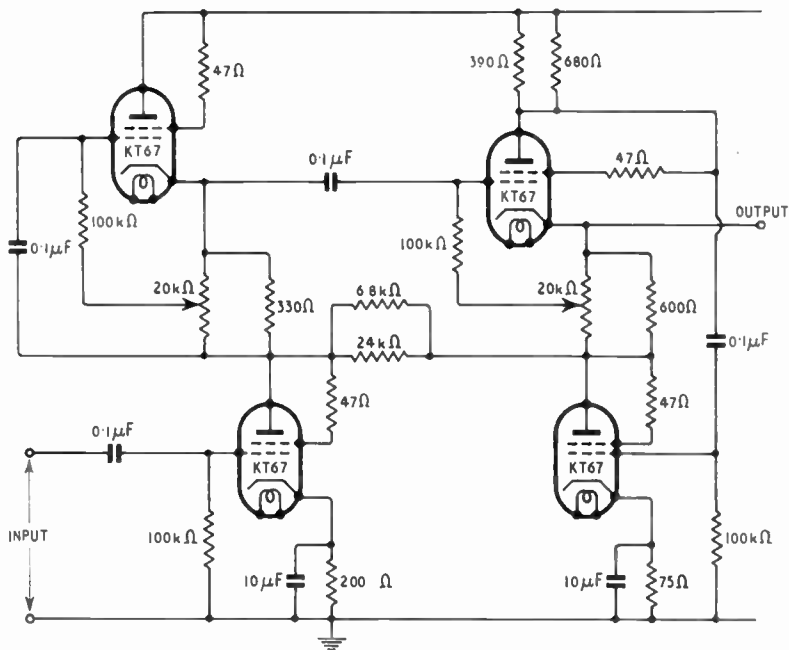 47Ω
390Ω
680Ω
KT67
0·1μF
KT67
47Ω
100kΩ
OUTPUT
0·1μF
100kΩ
20kΩ
330Ω
6·8kΩ
20kΩ
600Ω
24kΩ
0·1μF
47Ω
47Ω
0·1μF
KT67
KT67
INPUT
100kΩ
100kΩ
10μF
200 Ω
10μF
75Ω